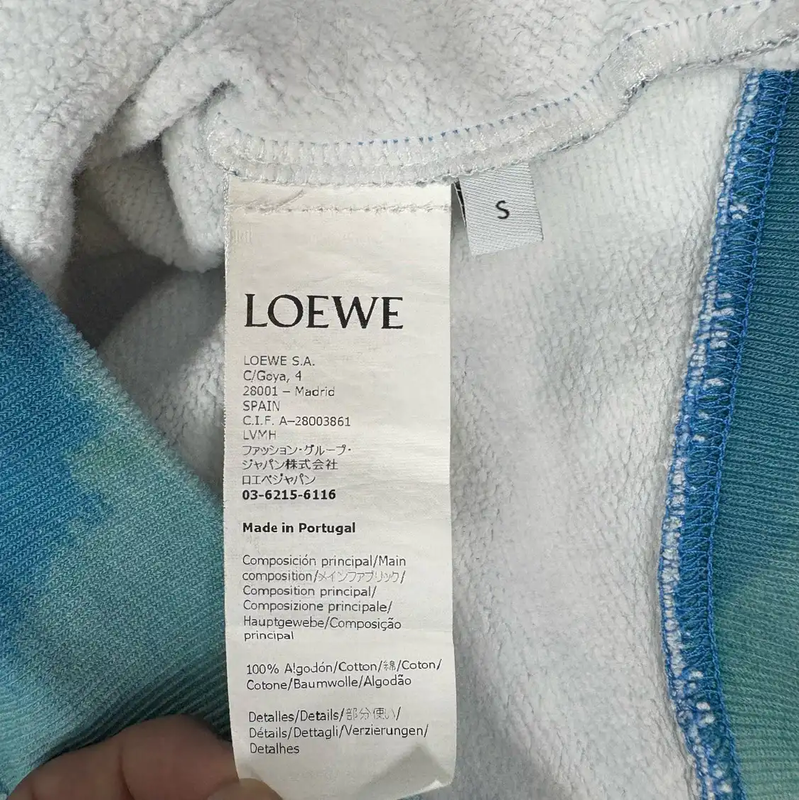 S
LOEWE
LOEWE S.A.
C/Goya, 4
28001 – Madrid
SPAIN
C.I.F. A-28003861
LVMH
ファッション・グループ・
ジャパン株式会社
ロエベジャパン
03-6215-6116
Made in Portugal
Composición principal/Main
composition/メインファブリック/
Composition principal/
Composizione principale/
Hauptgewebe/Composição
principal
100% Algodón/Cotton/綿/Coton/
Cotone/Baumwolle/Algodão
Detalles/Details/部分使い/
Détails/Dettagli/Verzierungen/
Detalhes